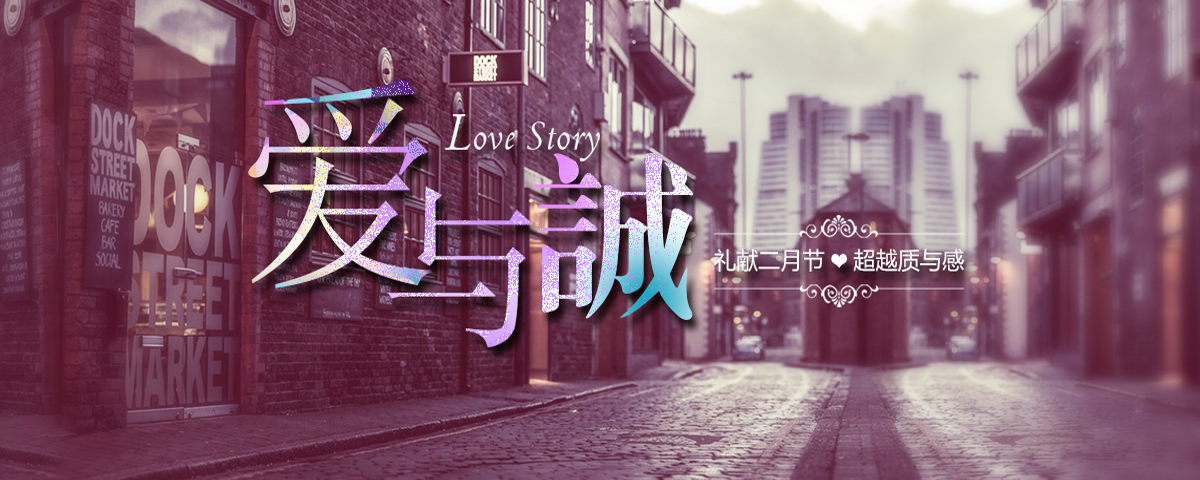 DOCK
STREET
MARKET
BAKERY
CAFE
BAR
SOCIAL
DOCK
STREET
MARKET
DOCK
STREET
Love Story
爱与誠
礼献二月节❤超越质与感